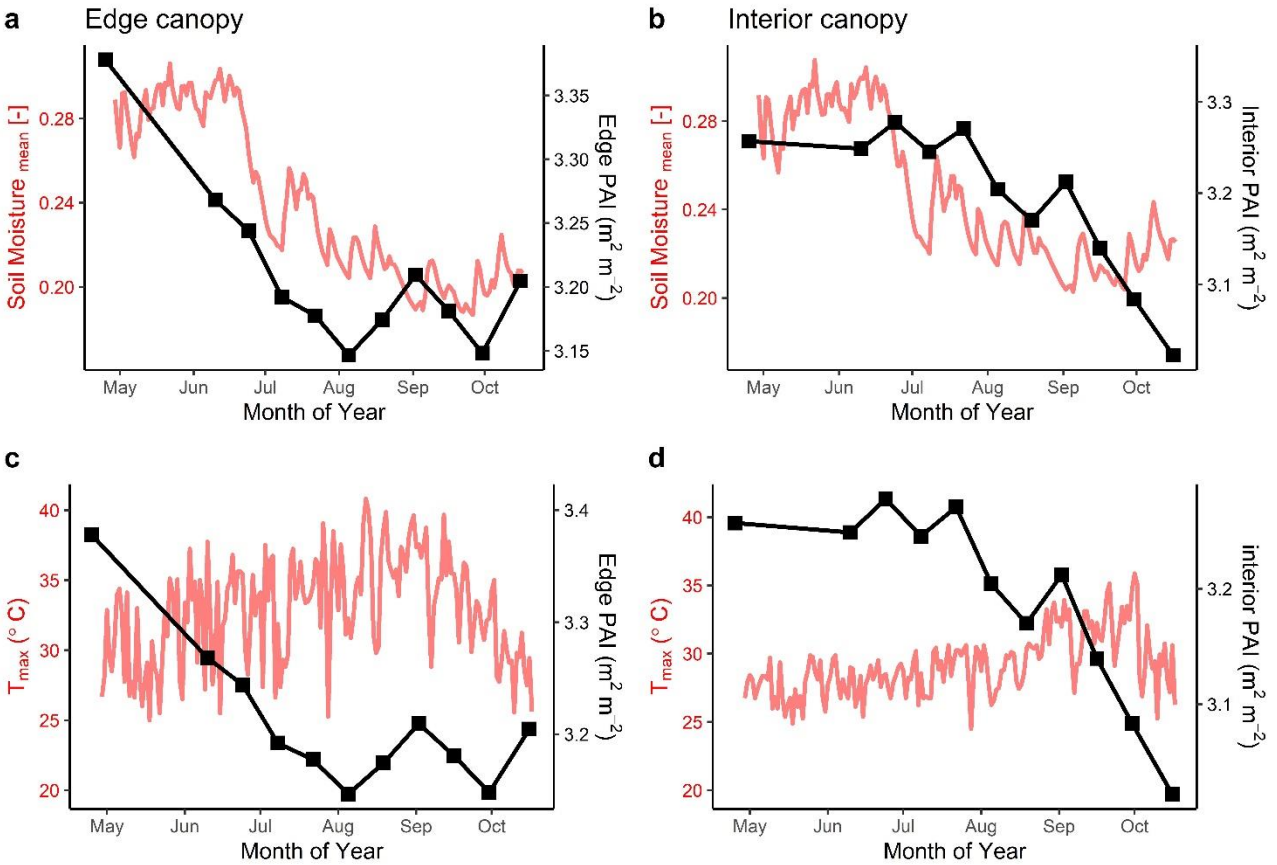 a Edge canopy
Soil Moisture mean [-]
0.28
0.24
0.20
3.35
3.30
3.25
3.20
3.15
Edge PAI (m² m⁻²)
May Jun Jul Aug Sep Oct
Month of Year
b Interior canopy
Soil Moisture mean [-]
0.28
0.24
0.20
3.3
3.2
3.1
Interior PAI (m² m⁻²)
May Jun Jul Aug Sep Oct
Month of Year
c
Tmax (° C)
40
35
30
25
20
3.4
3.3
3.2
Edge PAI (m² m⁻²)
May Jun Jul Aug Sep Oct
Month of Year
d
Tmax (° C)
40
35
30
25
20
3.2
3.1
interior PAI (m² m⁻²)
May Jun Jul Aug Sep Oct
Month of Year